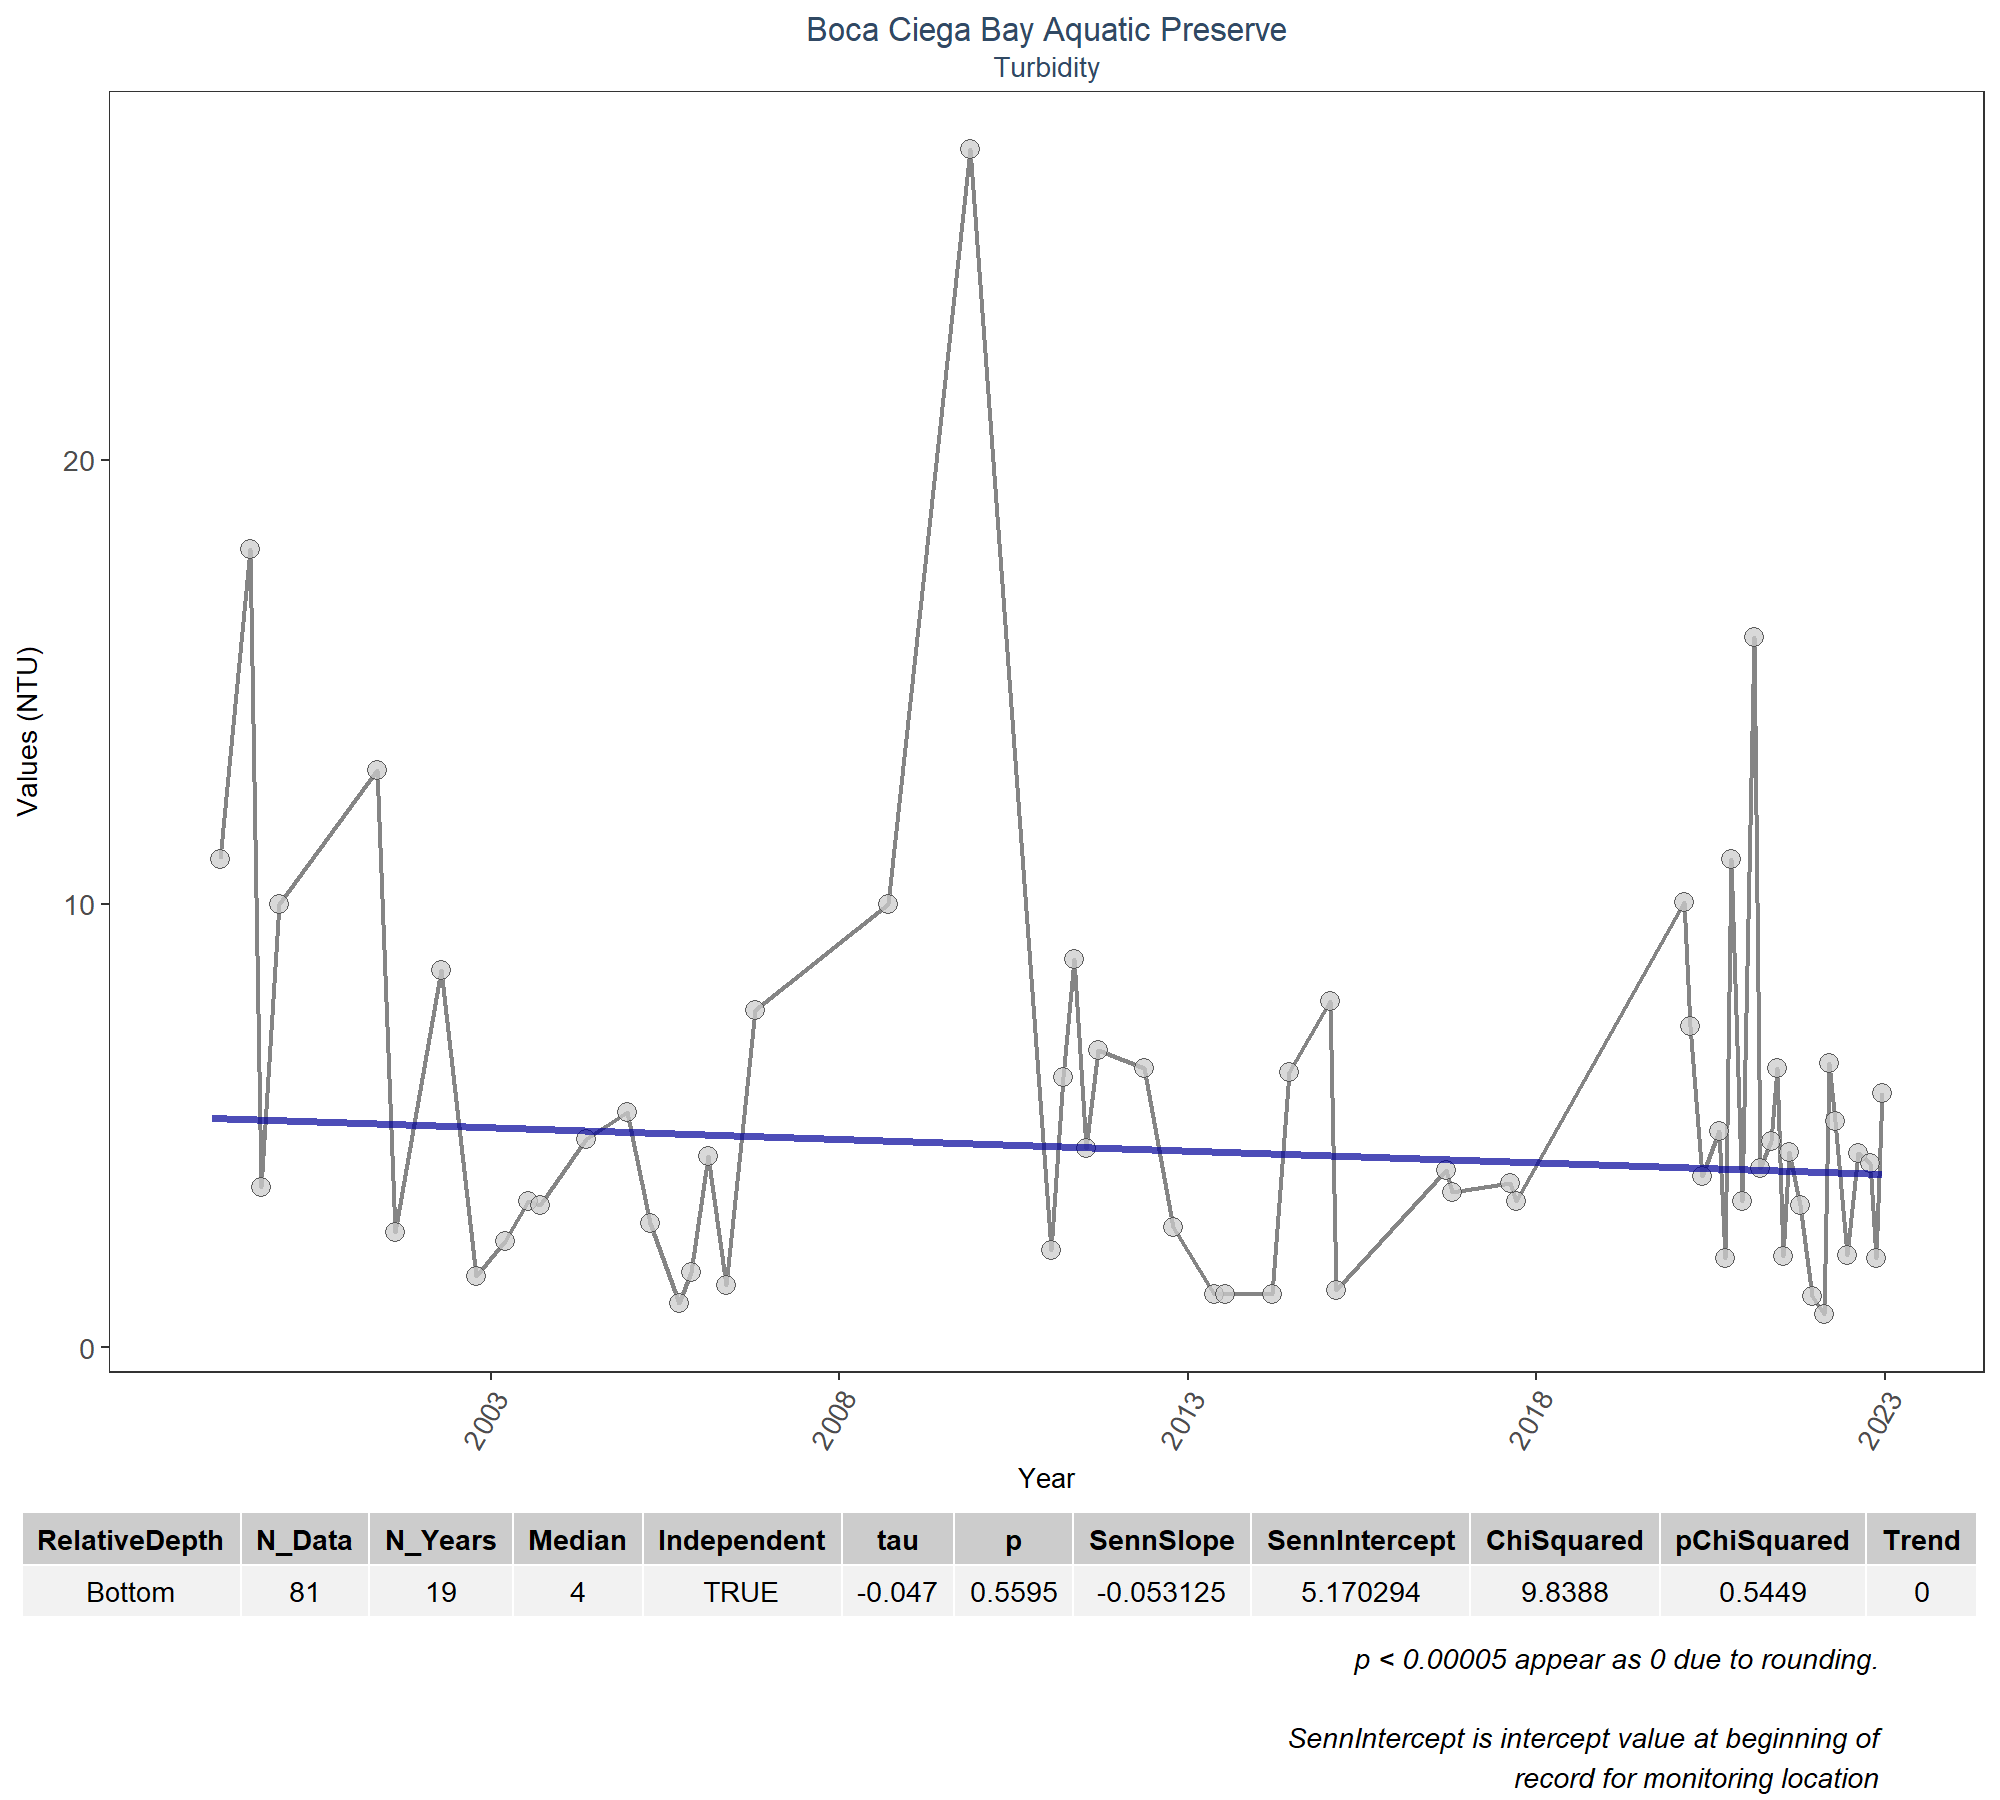 Boca Ciega Bay Aquatic Preserve
Turbidity
Values (NTU)
20
10
0
2003 2008 2013 2018 2023
Year
RelativeDepth N_Data N_Years Median Independent tau p SennSlope SennIntercept ChiSquared pChiSquared Trend
Bottom 81 19 4 TRUE -0.047 0.5595 -0.053125 5.170294 9.8388 0.5449 0
p < 0.00005 appear as 0 due to rounding.
SennIntercept is intercept value at beginning of
record for monitoring location